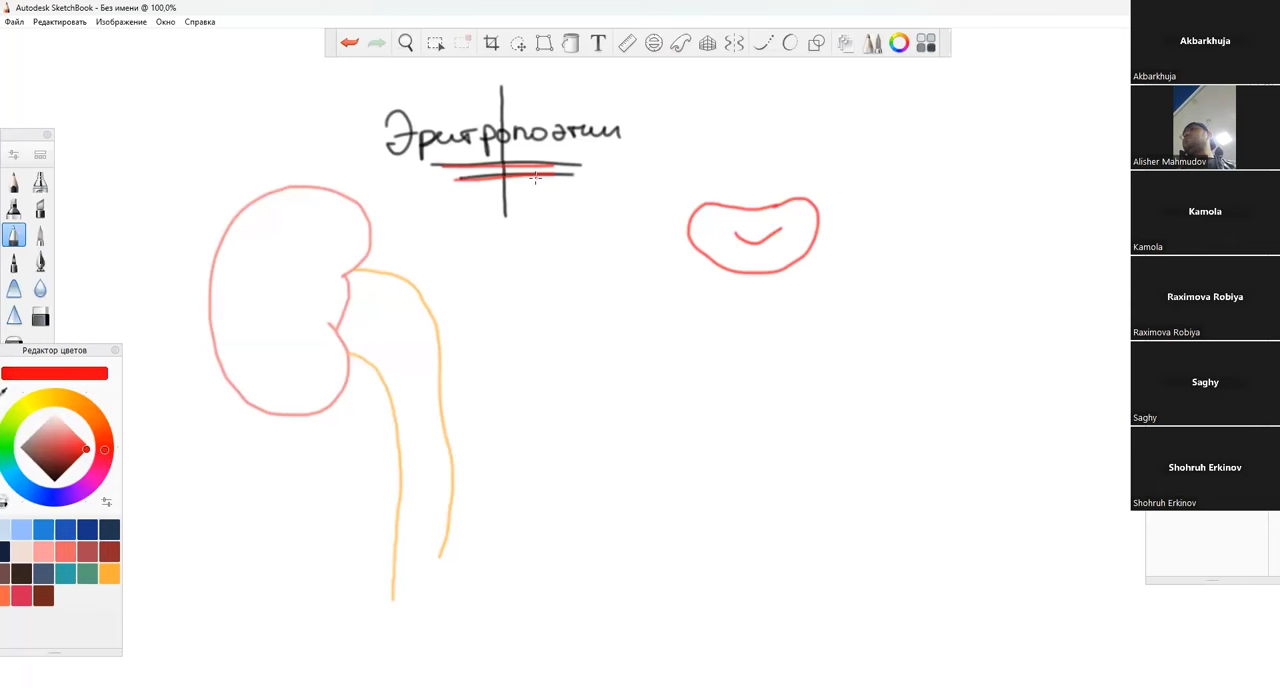 Autodesk SketchBook - Без имени @ 100,0%
Файл Редактировать Изображение Окно Справка
Эритропоэтин
Редактор цветов
Akbarkhuja
Akbarkhuja
Alisher Mahmudov
Kamola
Kamola
Raximova Robiya
Raximova Robiya
Saghy
Saghy
Shohruh Erkinov
Shohruh Erkinov